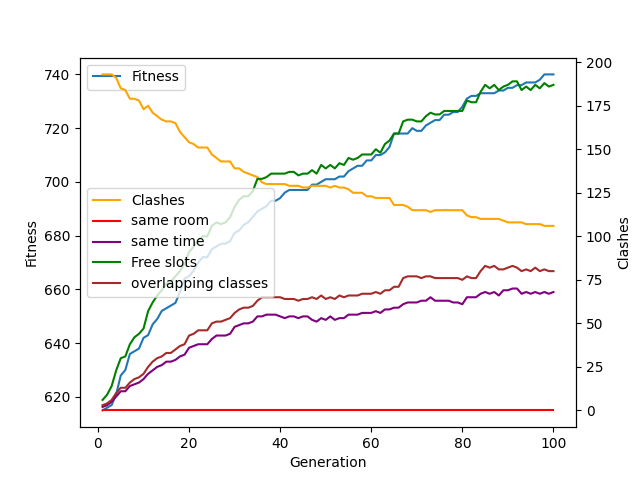 Fitness
Clashes
same room
same time
Free slots
overlapping classes
740
720
700
680
660
640
620
Fitness
200
175
150
125
100
75
50
25
0
Clashes
0 20 40 60 80 100
Generation